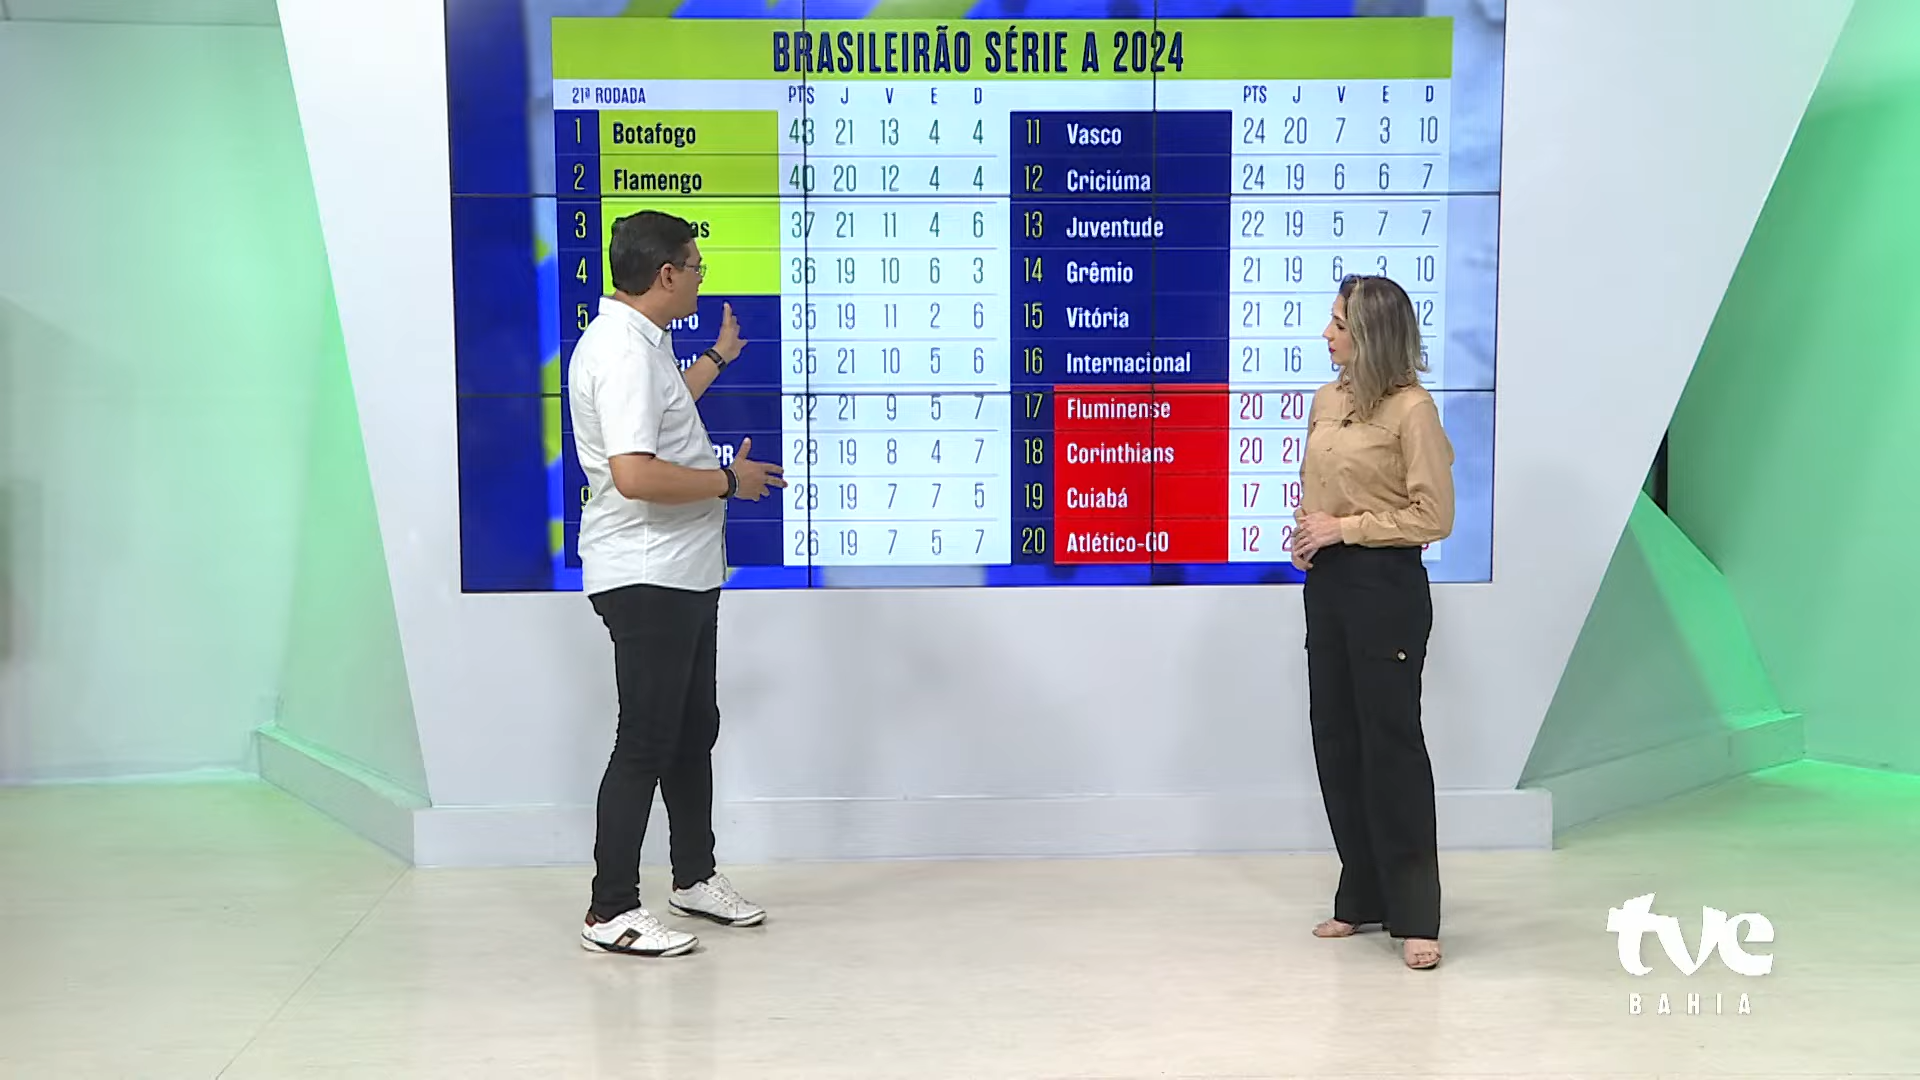 BRASILEIRÃO SÉRIE A 2024
21ª RODADA PTS J V E D
1 Botafogo 43 21 13 4 4
2 Flamengo 40 20 12 4 4
3 37 21 11 4 6
4 36 19 10 6 3
5 35 19 11 2 6
35 21 10 5 6
32 21 9 5 7
PR 28 19 8 4 7
9 28 19 7 7 5
26 19 7 5 7
PTS J V E D
11 Vasco 24 20 7 3 10
12 Criciúma 24 19 6 6 7
13 Juventude 22 19 5 7 7
14 Grêmio 21 19 6 3 10
15 Vitória 21 21 12
16 Internacional 21 16
17 Fluminense 20 20
18 Corinthians 20 21
19 Cuiabá 17 19
20 Atlético-GO 12
tve
BAHIA